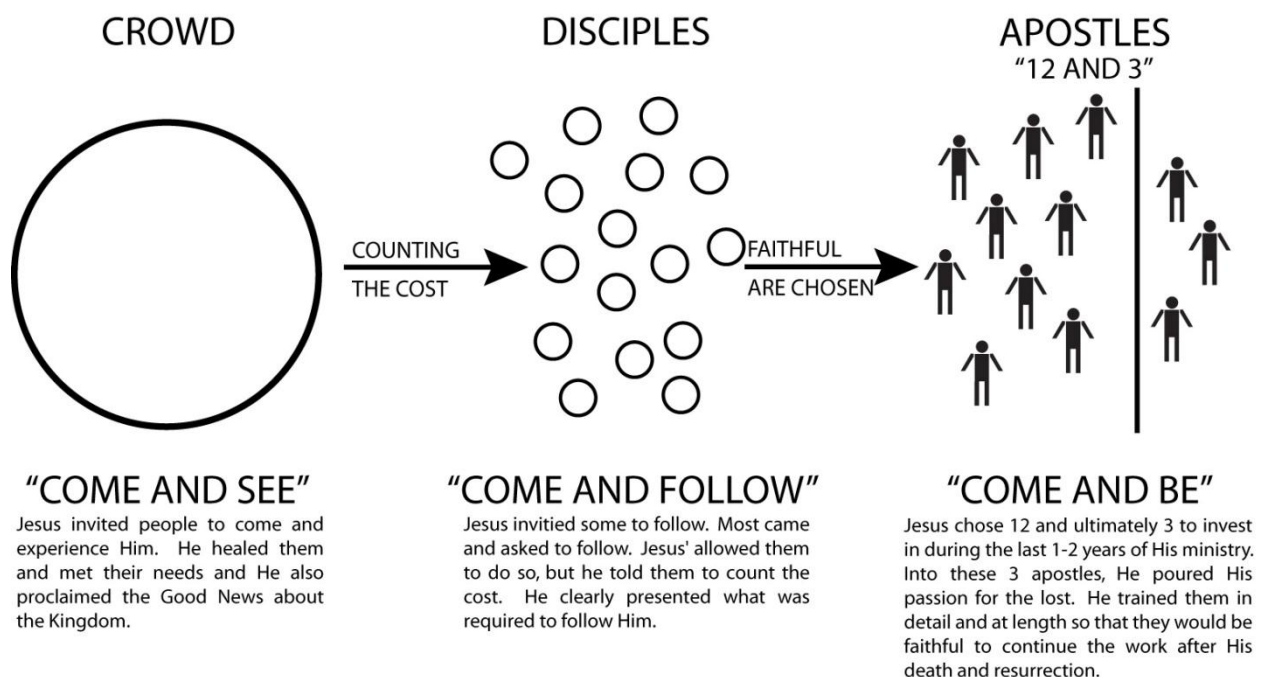 CROWD
DISCIPLES
APOSTLES
"12 AND 3"
COUNTING
THE COST
FAITHFUL
ARE CHOSEN
"COME AND SEE"
Jesus invited people to come and
experience Him. He healed them
and met their needs and He also
proclaimed the Good News about
the Kingdom.
"COME AND FOLLOW"
Jesus invitied some to follow. Most came
and asked to follow. Jesus' allowed them
to do so, but he told them to count the
cost. He clearly presented what was
required to follow Him.
"COME AND BE"
Jesus chose 12 and ultimately 3 to invest
in during the last 1-2 years of His ministry.
Into these 3 apostles, He poured His
passion for the lost. He trained them in
detail and at length so that they would be
faithful to continue the work after His
death and resurrection.